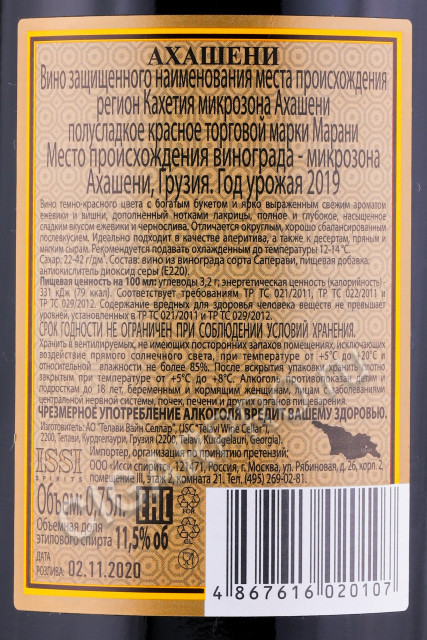 АХАШЕНИ
Вино защищенного наименования места происхождения
регион Кахетия микрозона Ахашени
полусладкое красное торговой марки Марани
Место происхождения винограда - микрозона
Ахашени, Грузия. Год урожая 2019
Вино темно-красного цвета с богатым букетом и ярко выраженным свежим ароматом
ежевики и вишни, дополненный нотками лакрицы, полное и глубокое, насыщенное
сладким вкусом ежевики и чернослива. Отличается округлым, хорошо сбалансированным
послевкусием. Идеально подходит в качестве аперитива, а также к десертам, пряным
мягким сырам. Рекомендуется подавать охлажденным до температуры 12-14°С.
Сахар: 22-42 г/дм³. Состав: вино из винограда сорта Саперави, пищевая добавка:
антиокислитель диоксид серы (Е220).
Пищевая ценность на 100 мл: углеводы 3,2 г, энергетическая ценность (калорийность) -
331 кДж (79 ккал). Соответствует требованиям ТР ТС 021/2011, ТР ТС 022/2011 и
ТР ТС 029/2012. Содержание вредных для здоровья человека веществ не превышает
уровней, установленных в ТР ТС 021/2011 и ТР ТС 029/2012.
СРОК ГОДНОСТИ НЕ ОГРАНИЧЕН ПРИ СОБЛЮДЕНИИ УСЛОВИЙ ХРАНЕНИЯ.
Хранить в вентилируемых, не имеющих посторонних запахов помещениях, исключающих
воздействие прямого солнечного света, при температуре от +5°С до +20°С и
относительной влажности не более 85%. После вскрытия упаковки хранить плотно
закрытым при температуре от +5°С до +8°С. Алкоголь противопоказан детям и
подросткам до 18 лет, беременным и кормящим женщинам, лицам с заболеваниями
центральной нервной системы, почек, печени и других органов пищеварения.
ЧРЕЗМЕРНОЕ УПОТРЕБЛЕНИЕ АЛКОГОЛЯ ВРЕДИТ ВАШЕМУ ЗДОРОВЬЮ.
Изготовитель: АО "Телави Вайн Селлар", (JSC "Telavi Wine Cellar"),
2200, Телави, Курдгелаури, Грузия (2200, Telavi, Kurdgelauri, Georgia).
Импортер, организация по принятию претензий:
ООО «Исси спиритс», 121471, Россия, г. Москва, ул. Рябиновая, д. 26, корп. 2,
помещение III, этаж 2, комната 21. Тел. (495) 269-02-81.
ISSI
SPIRITS
Объем: 0,75л.
EAC
Объемная доля
этилового спирта 11,5% об
ДАТА
РОЗЛИВА: 02.11.2020
4 867616 020107